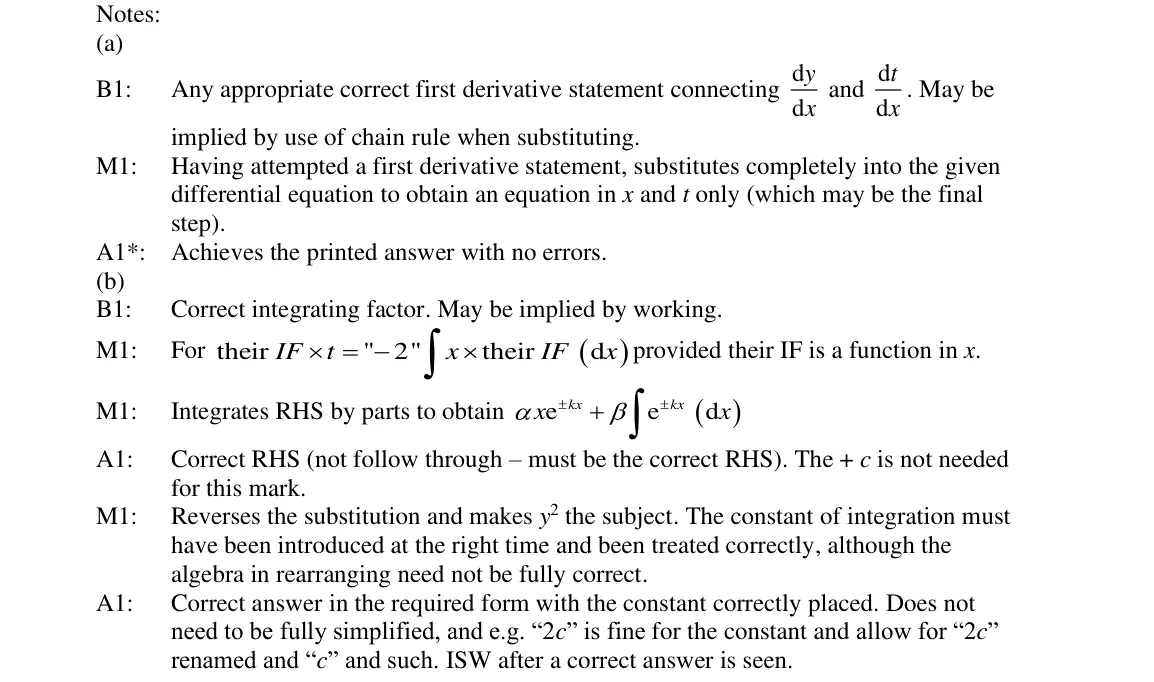 Notes:
(a)
B1: Any appropriate correct first derivative statement connecting dy/dx and dt/dx . May be
implied by use of chain rule when substituting.
M1: Having attempted a first derivative statement, substitutes completely into the given
differential equation to obtain an equation in x and t only (which may be the final
step).
A1*: Achieves the printed answer with no errors.
(b)
B1: Correct integrating factor. May be implied by working.
M1: For their IF × t = "− 2" ∫ x × their IF (dx) provided their IF is a function in x.
M1: Integrates RHS by parts to obtain αxe^{±kx} + β ∫ e^{±kx} (dx)
A1: Correct RHS (not follow through – must be the correct RHS). The + c is not needed
for this mark.
M1: Reverses the substitution and makes y² the subject. The constant of integration must
have been introduced at the right time and been treated correctly, although the
algebra in rearranging need not be fully correct.
A1: Correct answer in the required form with the constant correctly placed. Does not
need to be fully simplified, and e.g. “2c” is fine for the constant and allow for “2c”
renamed and “c” and such. ISW after a correct answer is seen.